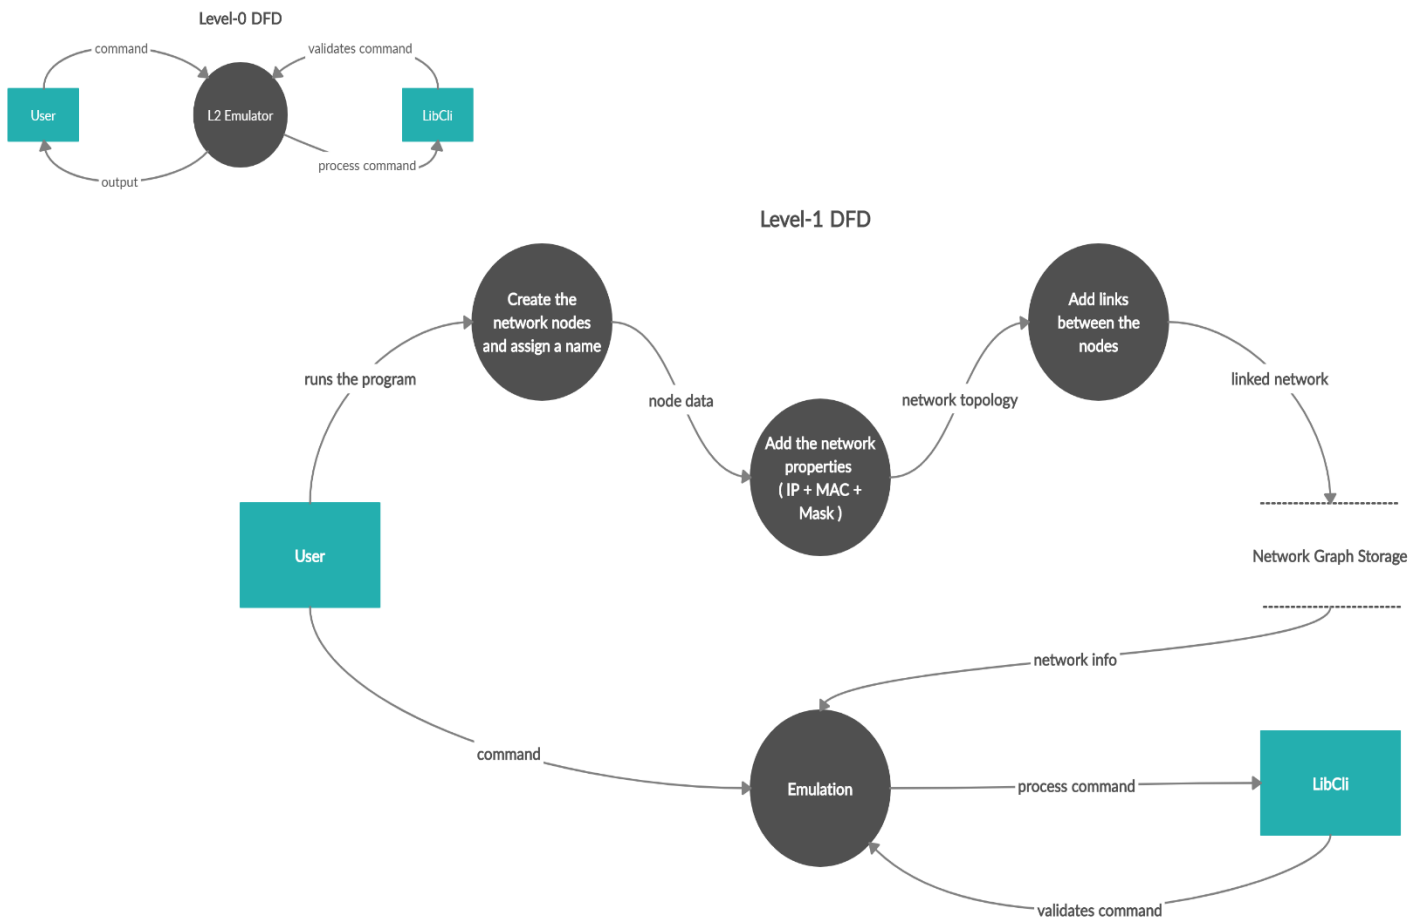 Level-0 DFD
command
validates command
User
L2 Emulator
LibCli
process command
output
Level-1 DFD
Create the
network nodes
and assign a name
Add links
between the
nodes
runs the program
linked network
node data
network topology
Add the network
properties
( IP + MAC +
Mask )
User
Network Graph Storage
network info
command
Emulation
process command
LibCli
validates command